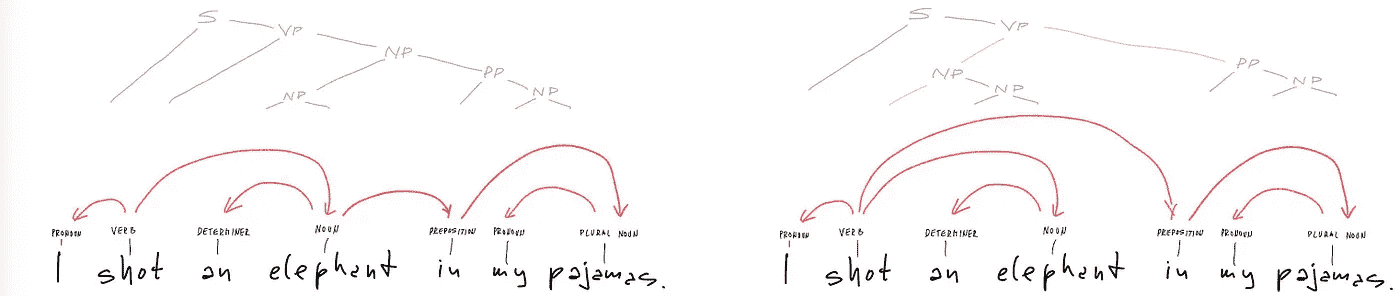 S
VP
NP
PP
NP
NP
PRONOUN VERB DETERMINER NOUN PREPOSITION PRONOUN PLURAL NOUN
I shot an elephant in my pajamas.
S
VP
PP
NP
NP
NP
PRONOUN VERB DETERMINER NOUN PREPOSITION PRONOUN PLURAL NOUN
I shot an elephant in my pajamas.